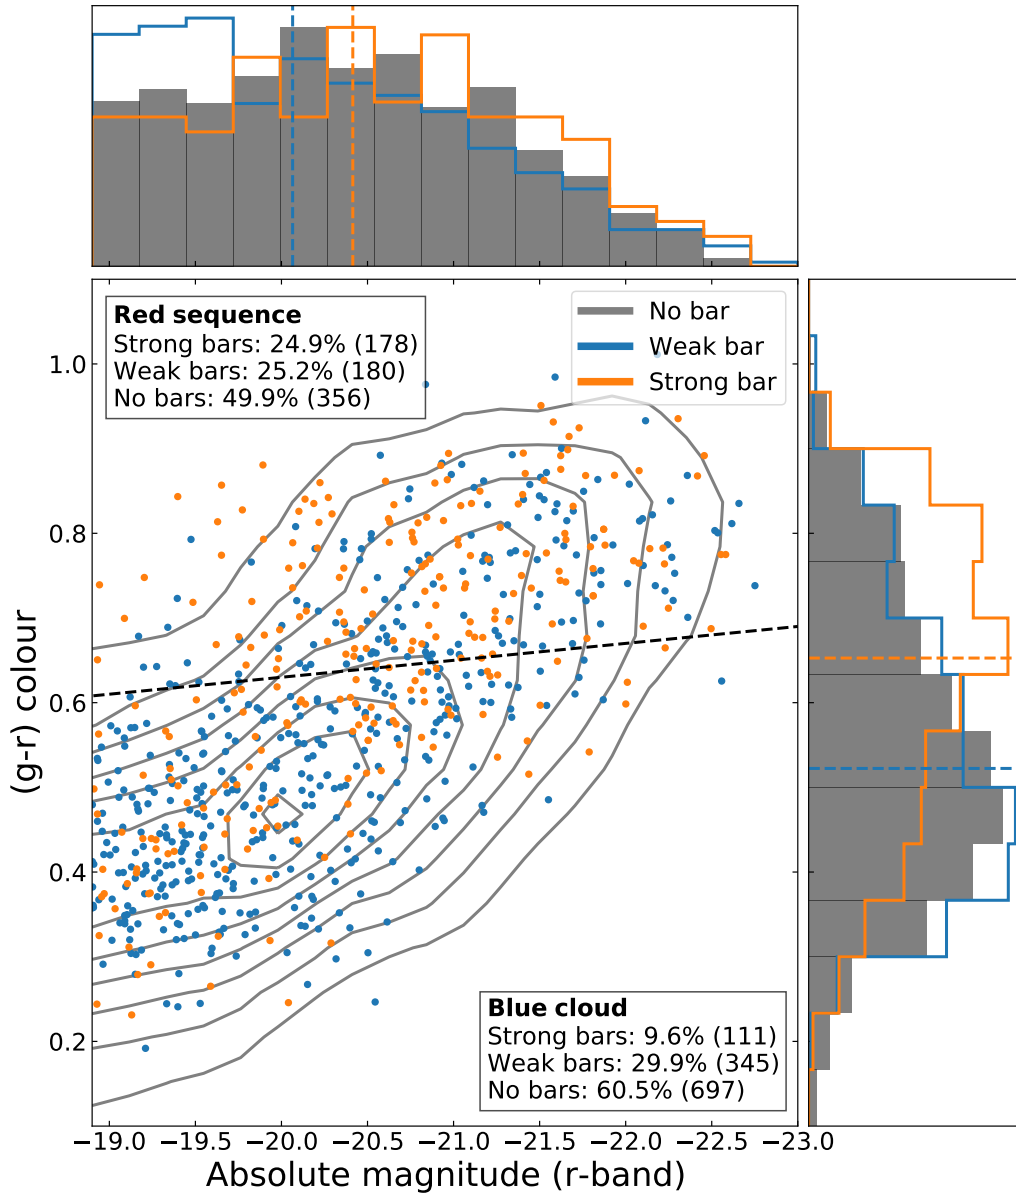 Red sequence
Strong bars: 24.9% (178)
Weak bars: 25.2% (180)
No bars: 49.9% (356)
No bar
Weak bar
Strong bar
1.0
0.8
0.6
0.4
0.2
(g-r) colour
Blue cloud
Strong bars: 9.6% (111)
Weak bars: 29.9% (345)
No bars: 60.5% (697)
−19.0 −19.5 −20.0 −20.5 −21.0 −21.5 −22.0 −22.5 −23.0
Absolute magnitude (r-band)